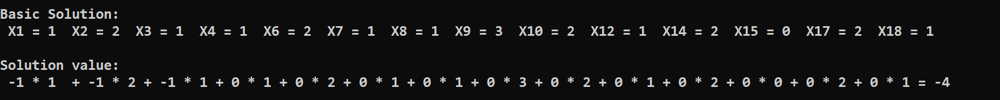 Basic Solution:
X1 = 1  X2 = 2  X3 = 1  X4 = 1  X6 = 2  X7 = 1  X8 = 1  X9 = 3  X10 = 2  X12 = 1  X14 = 2  X15 = 0  X17 = 2  X18 = 1
Solution value:
-1 * 1  + -1 * 2 + -1 * 1 + 0 * 1 + 0 * 2 + 0 * 1 + 0 * 1 + 0 * 3 + 0 * 2 + 0 * 1 + 0 * 2 + 0 * 0 + 0 * 2 + 0 * 1 = -4